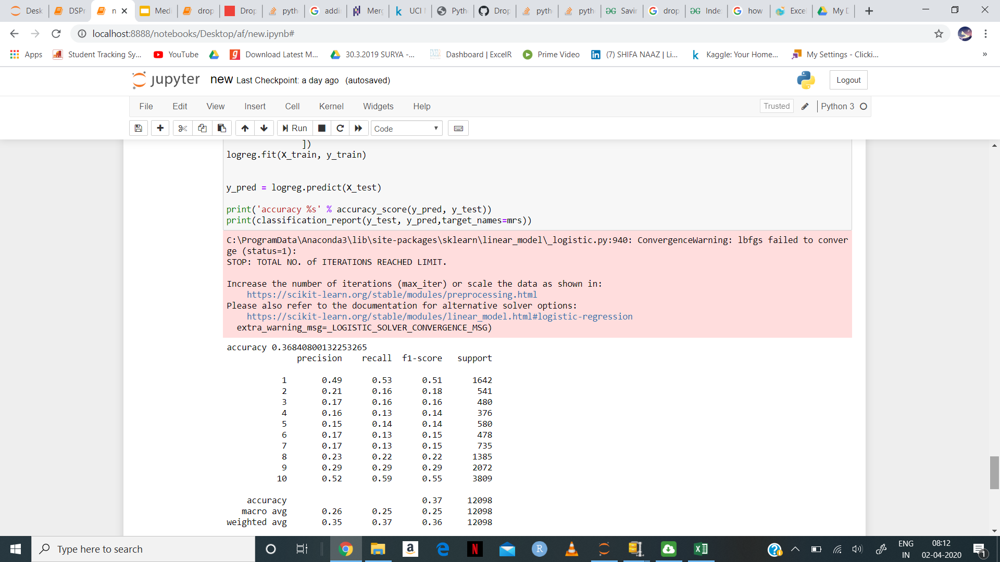 Desk DSPr n Medi drop Drop pyth addi Merg UCI Pyth Drop pyth pyth Savin drop Inde how Exce My D
localhost:8888/notebooks/Desktop/af/new.ipynb#
Apps Student Tracking Sy... YouTube Download Latest M... 30.3.2019 SURYA -... Dashboard | ExcelR Prime Video (7) SHIFA NAAZ | Li... Kaggle: Your Home... My Settings - Clicki... »
jupyter new Last Checkpoint: a day ago (autosaved) Logout
File Edit View Insert Cell Kernel Widgets Help Trusted Python 3
Run Code
])
logreg.fit(X_train, y_train)
y_pred = logreg.predict(X_test)
print('accuracy %s' % accuracy_score(y_pred, y_test))
print(classification_report(y_test, y_pred,target_names=mrs))
C:\ProgramData\Anaconda3\lib\site-packages\sklearn\linear_model\_logistic.py:940: ConvergenceWarning: lbfgs failed to conver
ge (status=1):
STOP: TOTAL NO. of ITERATIONS REACHED LIMIT.
Increase the number of iterations (max_iter) or scale the data as shown in:
https://scikit-learn.org/stable/modules/preprocessing.html
Please also refer to the documentation for alternative solver options:
https://scikit-learn.org/stable/modules/linear_model.html#logistic-regression
extra_warning_msg=_LOGISTIC_SOLVER_CONVERGENCE_MSG)
accuracy 0.36840800132253265
precision recall f1-score support
1 0.49 0.53 0.51 1642
2 0.21 0.16 0.18 541
3 0.17 0.16 0.16 480
4 0.16 0.13 0.14 376
5 0.15 0.14 0.14 580
6 0.17 0.13 0.15 478
7 0.17 0.13 0.15 735
8 0.23 0.22 0.22 1385
9 0.29 0.29 0.29 2072
10 0.52 0.59 0.55 3809
accuracy 0.37 12098
macro avg 0.26 0.25 0.25 12098
weighted avg 0.35 0.37 0.36 12098
Type here to search ENG 08:12
IN 02-04-2020 1